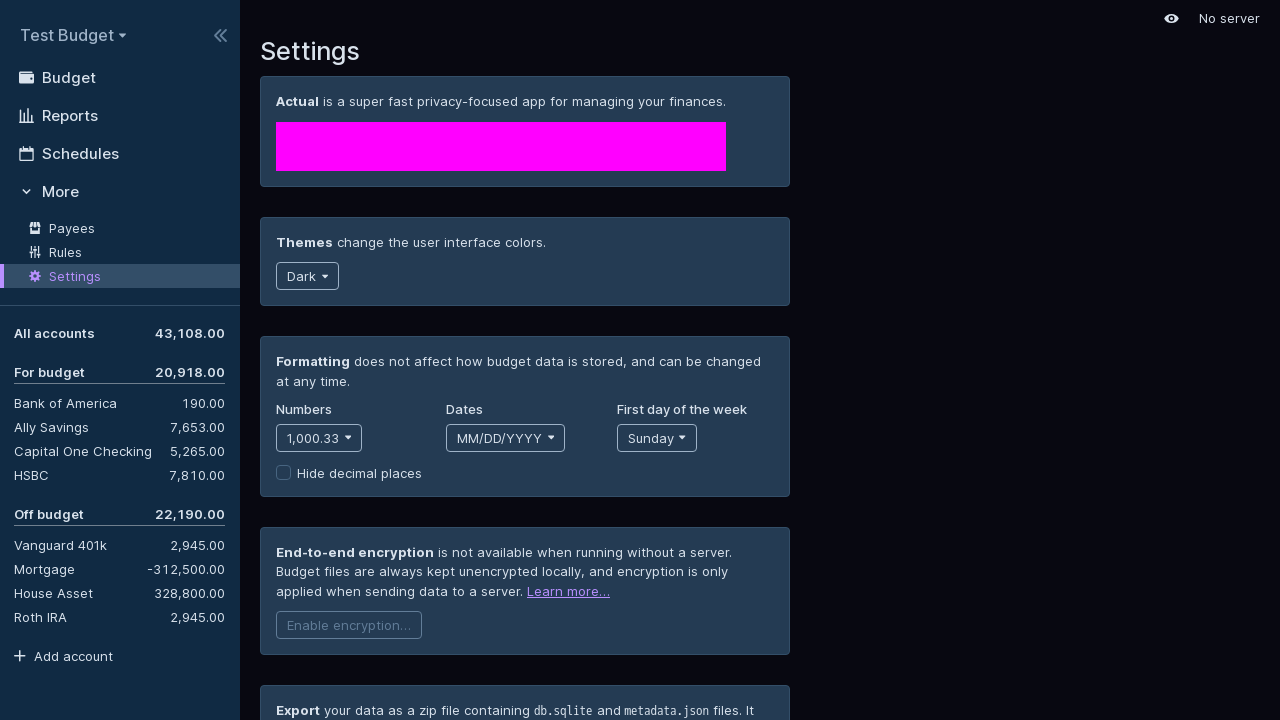 Test Budget
Budget
Reports
Schedules
More
Payees
Rules
Settings
All accounts 43,108.00
For budget 20,918.00
Bank of America 190.00
Ally Savings 7,653.00
Capital One Checking 5,265.00
HSBC 7,810.00
Off budget 22,190.00
Vanguard 401k 2,945.00
Mortgage -312,500.00
House Asset 328,800.00
Roth IRA 2,945.00
Add account
No server
Settings
Actual is a super fast privacy-focused app for managing your finances.
Themes change the user interface colors.
Dark
Formatting does not affect how budget data is stored, and can be changed
at any time.
Numbers Dates First day of the week
1,000.33 MM/DD/YYYY Sunday
Hide decimal places
End-to-end encryption is not available when running without a server.
Budget files are always kept unencrypted locally, and encryption is only
applied when sending data to a server. Learn more…
Enable encryption…
Export your data as a zip file containing db.sqlite and metadata.json files. It